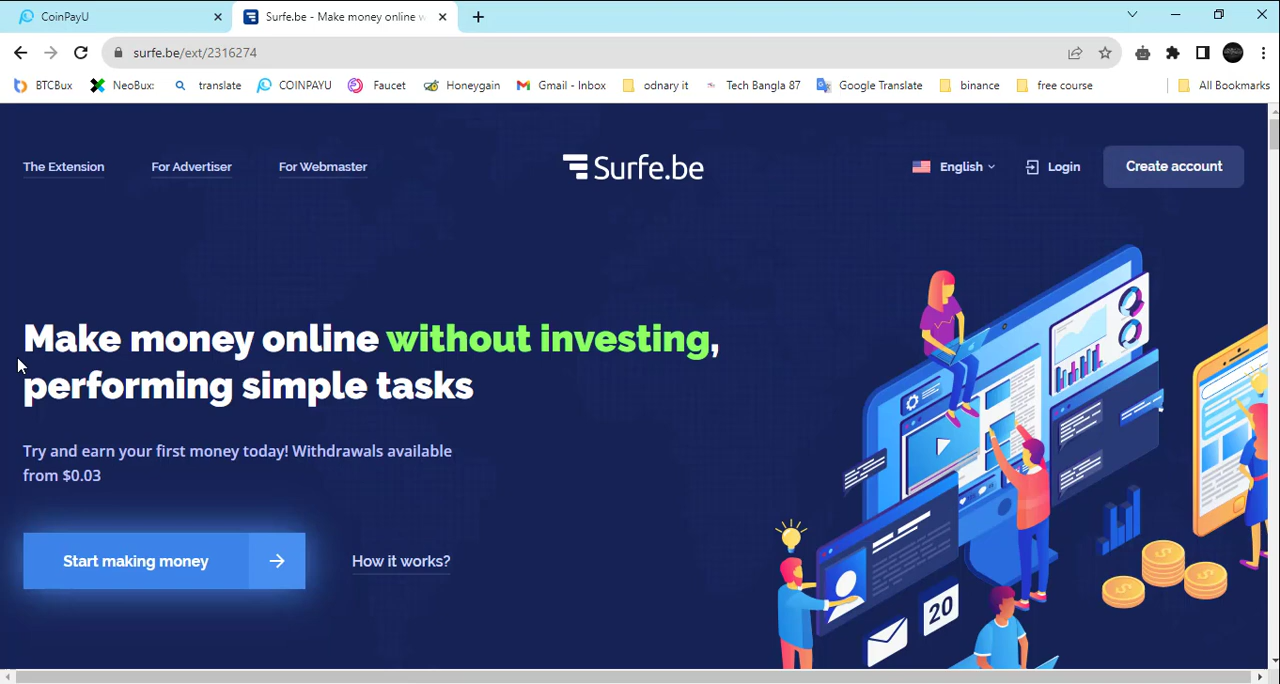 CoinPayU
Surfe.be - Make money online w
surfe.be/ext/2316274
BTCBux NeoBux: translate COINPAYU Faucet Honeygain Gmail - Inbox odnary it Tech Bangla 87 Google Translate binance free course All Bookmarks
The Extension For Advertiser For Webmaster Surfe.be English Login Create account
Make money online without investing,
performing simple tasks
Try and earn your first money today! Withdrawals available
from $0.03
Start making money How it works?
20